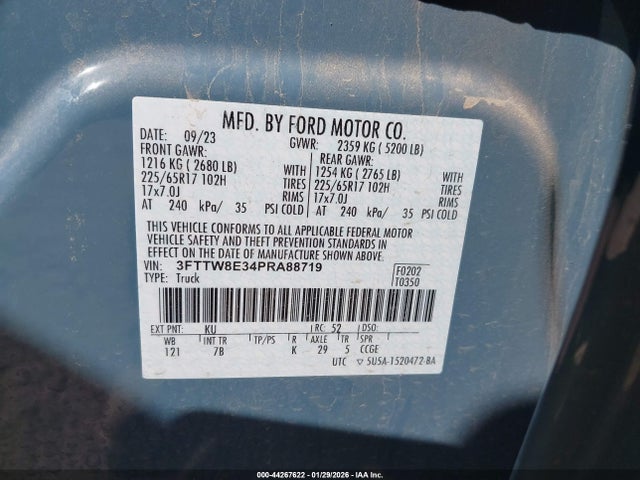 MFD. BY FORD MOTOR CO.
DATE: 09/23 GVWR: 2359 KG ( 5200 LB)
FRONT GAWR: REAR GAWR:
1216 KG ( 2680 LB) WITH 1254 KG ( 2765 LB) WITH
225/65R17 102H TIRES 225/65R17 102H TIRES
17x7.0J RIMS 17x7.0J RIMS
AT 240 kPa/ 35 PSI COLD AT 240 kPa/ 35 PSI COLD
THIS VEHICLE CONFORMS TO ALL APPLICABLE FEDERAL MOTOR
VEHICLE SAFETY AND THEFT PREVENTION STANDARDS IN
EFFECT ON THE DATE OF MANUFACTURE SHOWN ABOVE.
VIN: 3FTTW8E34PRA88719 F0202
TYPE: Truck T0350
EXT PNT: KU RC: 52 DSO:
WB INT TR TP/PS R AXLE TR SPR
121 7B K 29 5 CCGE
UTC ▽ 5U5A-1520472-BA
000-44267622 - 01/29/2026 - IAA Inc.